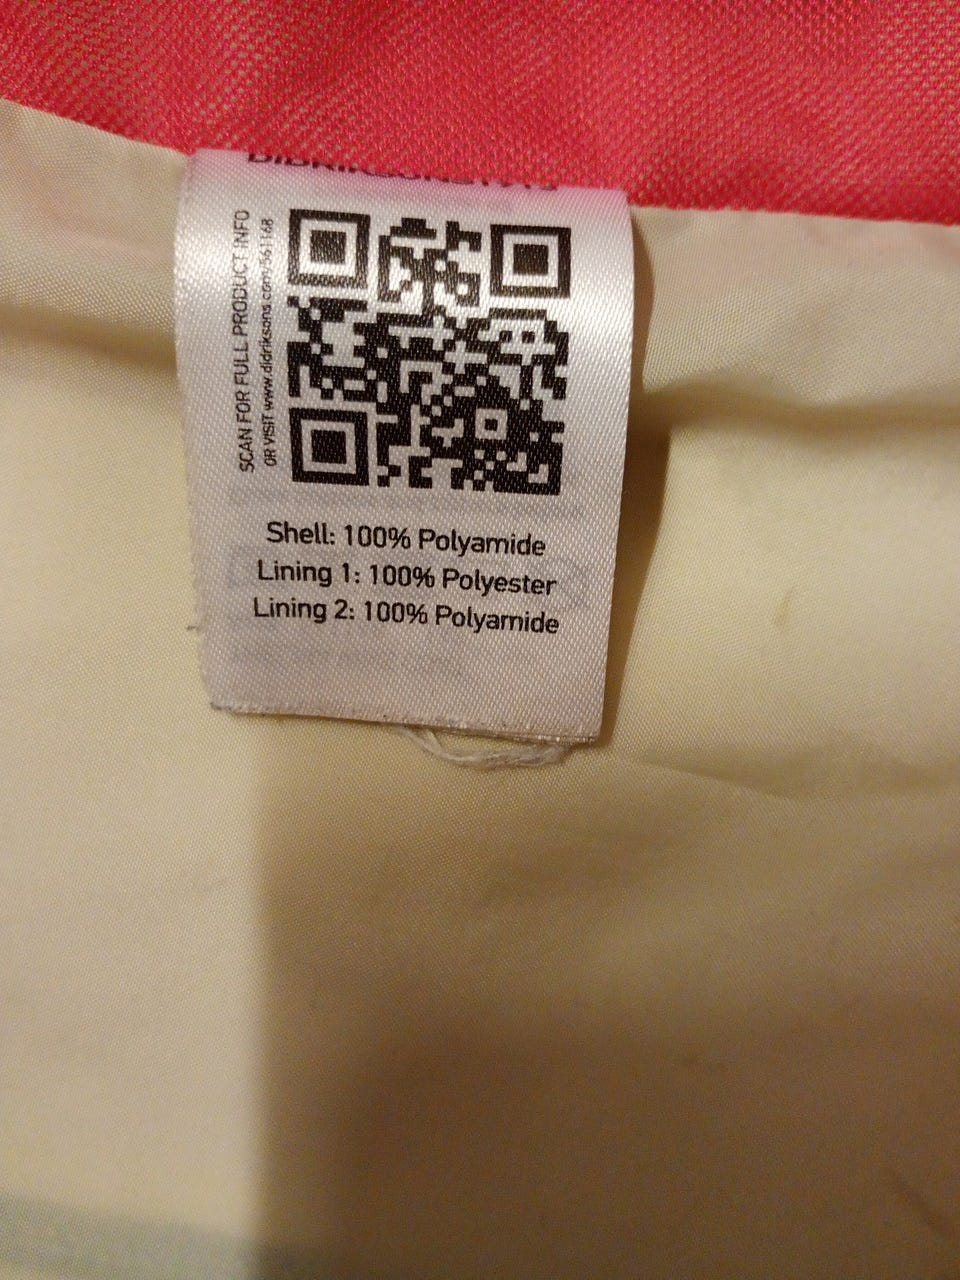 SCAN FOR FULL PRODUCT INFO
OR VISIT www.didriksons.com/561168
Shell: 100% Polyamide
Lining 1: 100% Polyester
Lining 2: 100% Polyamide